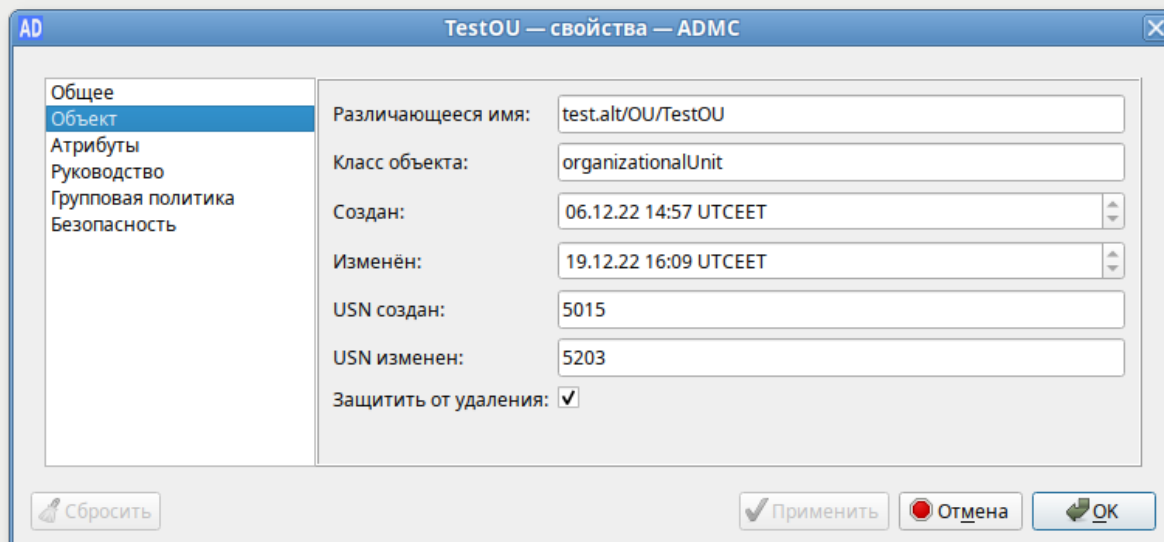 AD TestOU — свойства — ADMC
Общее
Объект
Атрибуты
Руководство
Групповая политика
Безопасность
Различающееся имя: test.alt/OU/TestOU
Класс объекта: organizationalUnit
Создан: 06.12.22 14:57 UTCEET
Изменён: 19.12.22 16:09 UTCEET
USN создан: 5015
USN изменен: 5203
Защитить от удаления:
Сбросить Применить Отмена OK